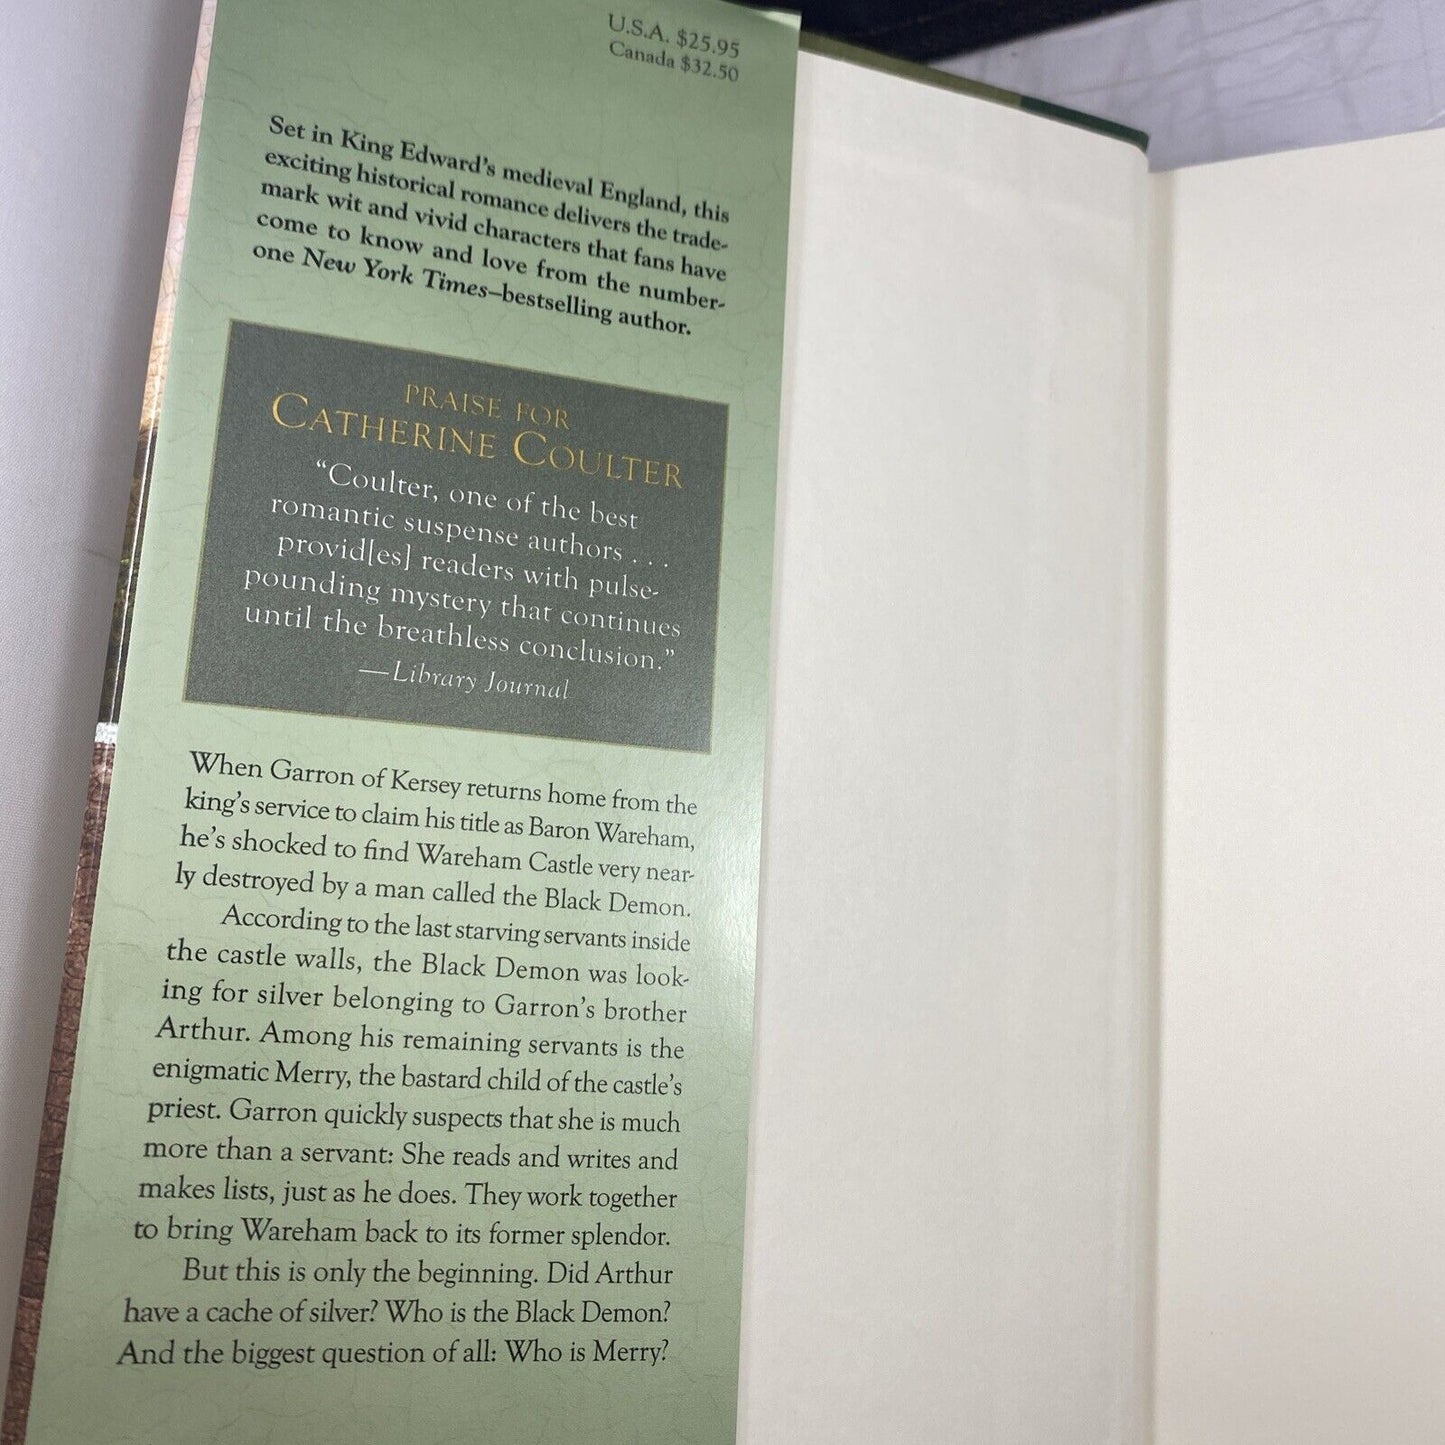 U.S.A. $25.95
Canada $32.50
Set in King Edward's medieval England, this
exciting historical romance delivers the trade-
mark wit and vivid characters that fans have
come to know and love from the number-
one New York Times–bestselling author.
PRAISE FOR
CATHERINE COULTER
“Coulter, one of the best
romantic suspense authors . . .
provid[es] readers with pulse-
pounding mystery that continues
until the breathless conclusion.”
—Library Journal
When Garron of Kersey returns home from the
king's service to claim his title as Baron Wareham,
he's shocked to find Wareham Castle very near-
ly destroyed by a man called the Black Demon.
According to the last starving servants inside
the castle walls, the Black Demon was look-
ing for silver belonging to Garron's brother
Arthur. Among his remaining servants is the
enigmatic Merry, the bastard child of the castle's
priest. Garron quickly suspects that she is much
more than a servant: She reads and writes and
makes lists, just as he does. They work together
to bring Wareham back to its former splendor.
But this is only the beginning. Did Arthur
have a cache of silver? Who is the Black Demon?
And the biggest question of all: Who is Merry?